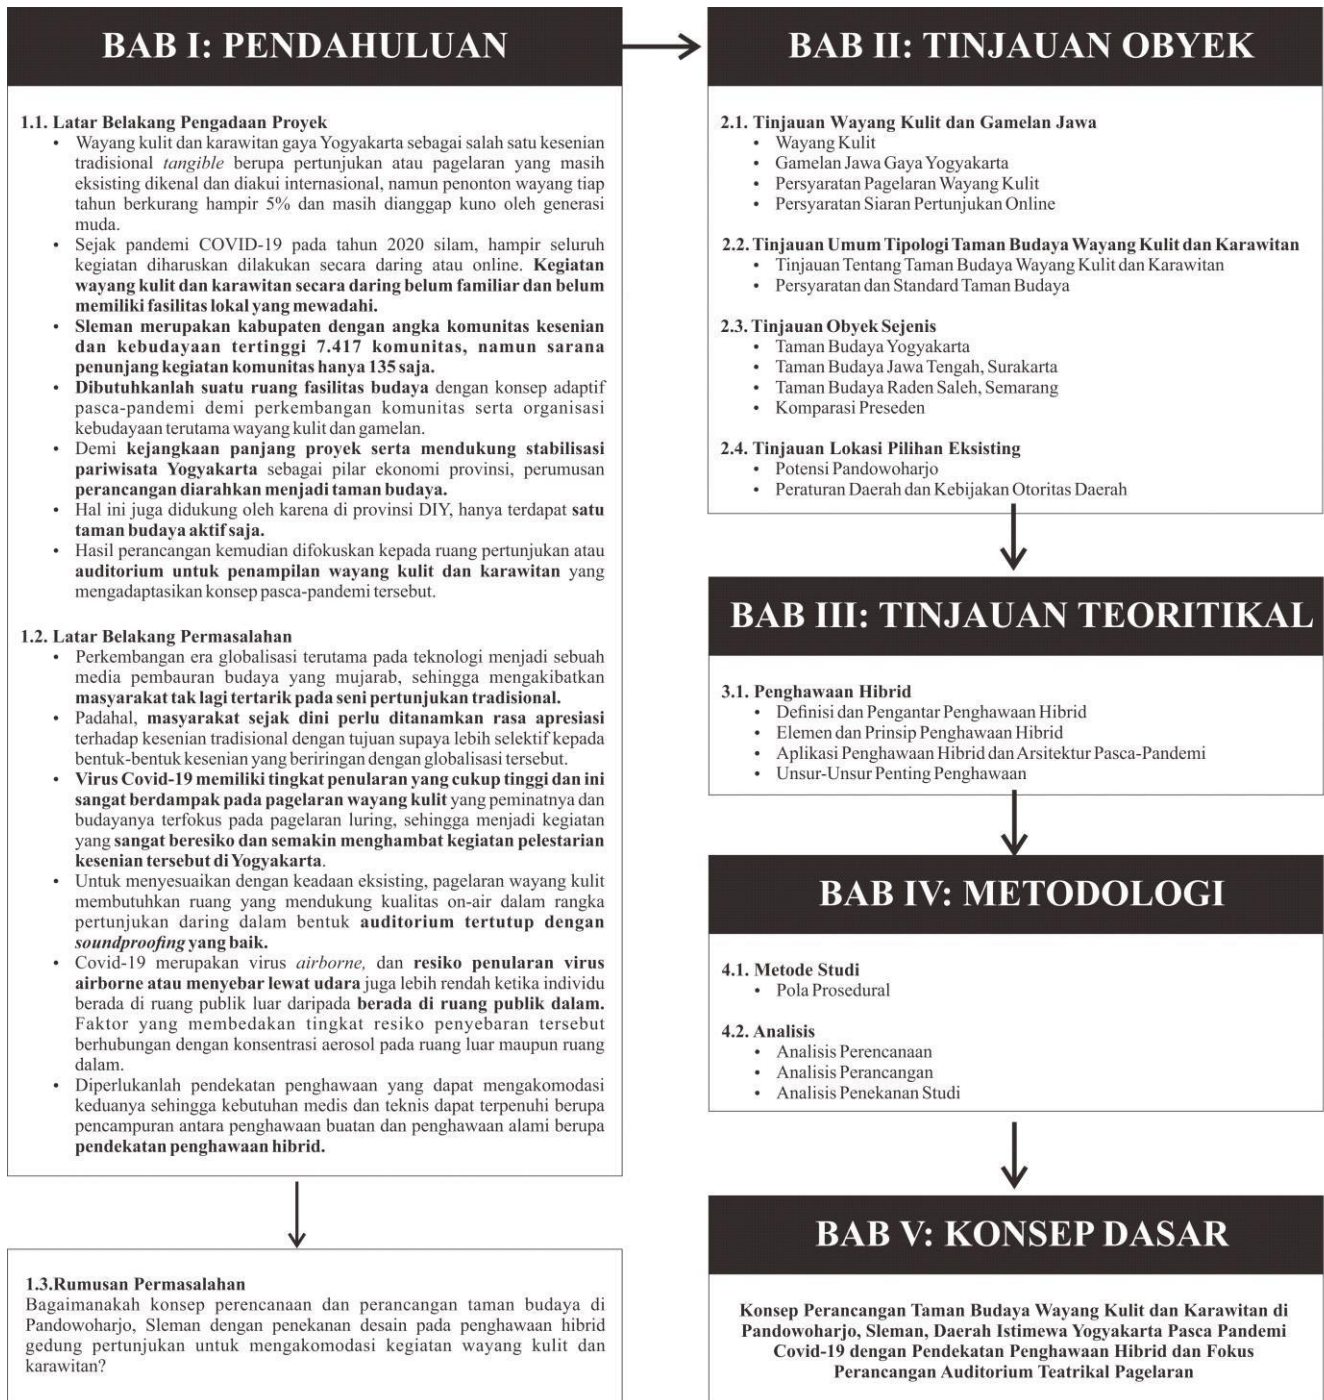 BAB I: PENDAHULUAN
1.1. Latar Belakang Pengadaan Proyek
• Wayang kulit dan karawitan gaya Yogyakarta sebagai salah satu kesenian
tradisional tangible berupa pertunjukan atau pagelaran yang masih
eksisting dikenal dan diakui internasional, namun penonton wayang tiap
tahun berkurang hampir 5% dan masih dianggap kuno oleh generasi
muda.
• Sejak pandemi COVID-19 pada tahun 2020 silam, hampir seluruh
kegiatan diharuskan dilakukan secara daring atau online. Kegiatan
wayang kulit dan karawitan secara daring belum familiar dan belum
memiliki fasilitas lokal yang mewadahi.
• Sleman merupakan kabupaten dengan angka komunitas kesenian
dan kebudayaan tertinggi 7.417 komunitas, namun sarana
penunjang kegiatan komunitas hanya 135 saja.
• Dibutuhkanlah suatu ruang fasilitas budaya dengan konsep adaptif
pasca-pandemi demi perkembangan komunitas serta organisasi
kebudayaan terutama wayang kulit dan gamelan.
• Demi kejangkaan panjang proyek serta mendukung stabilisasi
pariwisata Yogyakarta sebagai pilar ekonomi provinsi, perumusan
perancangan diarahkan menjadi taman budaya.
• Hal ini juga didukung oleh karena di provinsi DIY, hanya terdapat satu
taman budaya aktif saja.
• Hasil perancangan kemudian difokuskan kepada ruang pertunjukan atau
auditorium untuk penampilan wayang kulit dan karawitan yang
mengadaptasikan konsep pasca-pandemi tersebut.
1.2. Latar Belakang Permasalahan
• Perkembangan era globalisasi terutama pada teknologi menjadi sebuah
media pembauran budaya yang mujarab, sehingga mengakibatkan
masyarakat tak lagi tertarik pada seni pertunjukan tradisional.
• Padahal, masyarakat sejak dini perlu ditanamkan rasa apresiasi
terhadap kesenian tradisional dengan tujuan supaya lebih selektif kepada
bentuk-bentuk kesenian yang beriringan dengan globalisasi tersebut.
• Virus Covid-19 memiliki tingkat penularan yang cukup tinggi dan ini
sangat berdampak pada pagelaran wayang kulit yang peminatnya dan
budayanya terfokus pada pagelaran luring, sehingga menjadi kegiatan
yang sangat beresiko dan semakin menghambat kegiatan pelestarian
kesenian tersebut di Yogyakarta.
• Untuk menyesuaikan dengan keadaan eksisting, pagelaran wayang kulit
membutuhkan ruang yang mendukung kualitas on-air dalam rangka
pertunjukan daring dalam bentuk auditorium tertutup dengan
soundproofing yang baik.
• Covid-19 merupakan virus airborne, dan resiko penularan virus
airborne atau menyebar lewat udara juga lebih rendah ketika individu
berada di ruang publik luar daripada berada di ruang publik dalam.
Faktor yang membedakan tingkat resiko penyebaran tersebut
berhubungan dengan konsentrasi aerosol pada ruang luar maupun ruang
dalam.
• Diperlukanlah pendekatan penghawaan yang dapat mengakomodasi
keduanya sehingga kebutuhan medis dan teknis dapat terpenuhi berupa
pencampuran antara penghawaan buatan dan penghawaan alami berupa
pendekatan penghawaan hibrid.
1.3.Rumusan Permasalahan
Bagaimanakah konsep perencanaan dan perancangan taman budaya di
Pandowoharjo, Sleman dengan penekanan desain pada penghawaan hibrid
gedung pertunjukan untuk mengakomodasi kegiatan wayang kulit dan
karawitan?
BAB II: TINJAUAN OBYEK
2.1. Tinjauan Wayang Kulit dan Gamelan Jawa
• Wayang Kulit
• Gamelan Jawa Gaya Yogyakarta
• Persyaratan Pagelaran Wayang Kulit
• Persyaratan Siaran Pertunjukan Online
2.2. Tinjauan Umum Tipologi Taman Budaya Wayang Kulit dan Karawitan
• Tinjauan Tentang Taman Budaya Wayang Kulit dan Karawitan
• Persyaratan dan Standard Taman Budaya
2.3. Tinjauan Obyek Sejenis
• Taman Budaya Yogyakarta
• Taman Budaya Jawa Tengah, Surakarta
• Taman Budaya Raden Saleh, Semarang
• Komparasi Preseden
2.4. Tinjauan Lokasi Pilihan Eksisting
• Potensi Pandowoharjo
• Peraturan Daerah dan Kebijakan Otoritas Daerah
BAB III: TINJAUAN TEORITIKAL
3.1. Penghawaan Hibrid
• Definisi dan Pengantar Penghawaan Hibrid
• Elemen dan Prinsip Penghawaan Hibrid
• Aplikasi Penghawaan Hibrid dan Arsitektur Pasca-Pandemi
• Unsur-Unsur Penting Penghawaan
BAB IV: METODOLOGI
4.1. Metode Studi
• Pola Prosedural
4.2. Analisis
• Analisis Perencanaan
• Analisis Perancangan
• Analisis Penekanan Studi
BAB V: KONSEP DASAR
Konsep Perancangan Taman Budaya Wayang Kulit dan Karawitan di
Pandowoharjo, Sleman, Daerah Istimewa Yogyakarta Pasca Pandemi
Covid-19 dengan Pendekatan Penghawaan Hibrid dan Fokus
Perancangan Auditorium Teatrikal Pagelaran